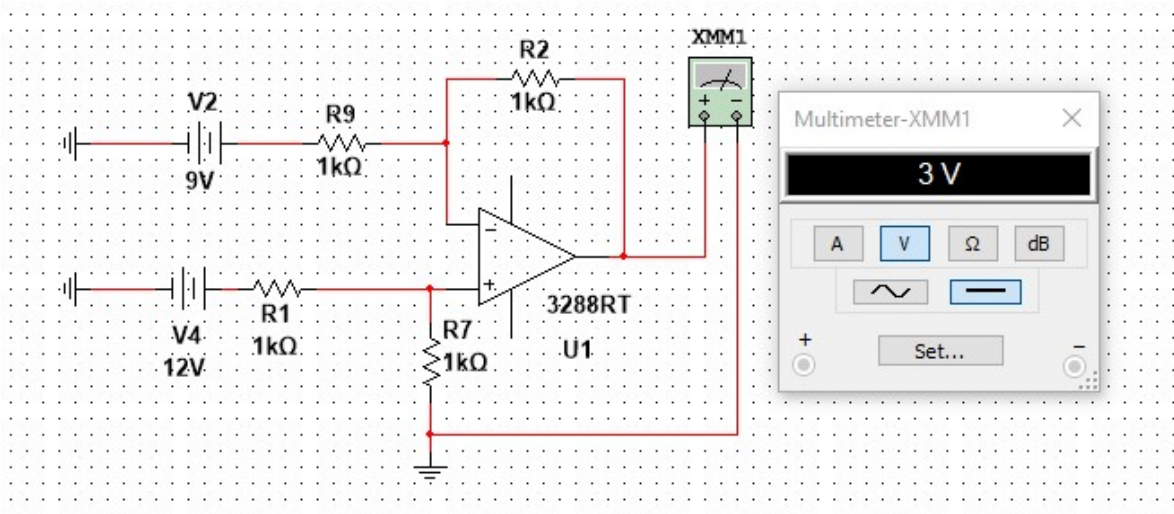 XMM1
R2
1kΩ
+ −
V2
9V
R9
1kΩ
−
+
3288RT
U1
V4
12V
R1
1kΩ
R7
1kΩ
Multimeter-XMM1
3 V
A V Ω dB
+ Set... −